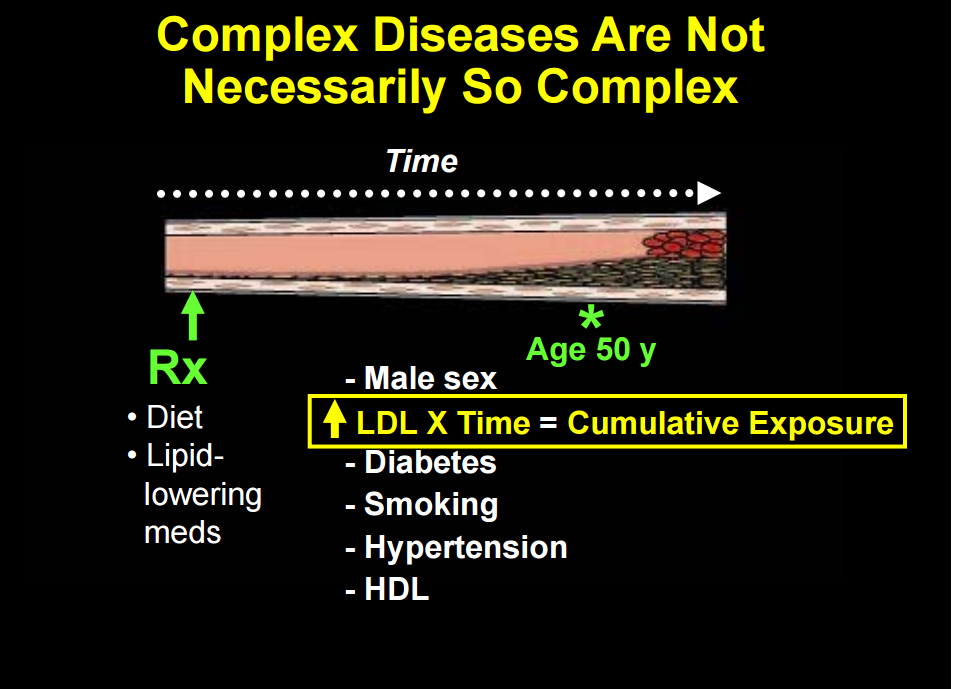 Complex Diseases Are Not
Necessarily So Complex
Time
*
Age 50 y
Rx
• Diet
• Lipid-
lowering
meds
- Male sex
LDL X Time = Cumulative Exposure
- Diabetes
- Smoking
- Hypertension
- HDL